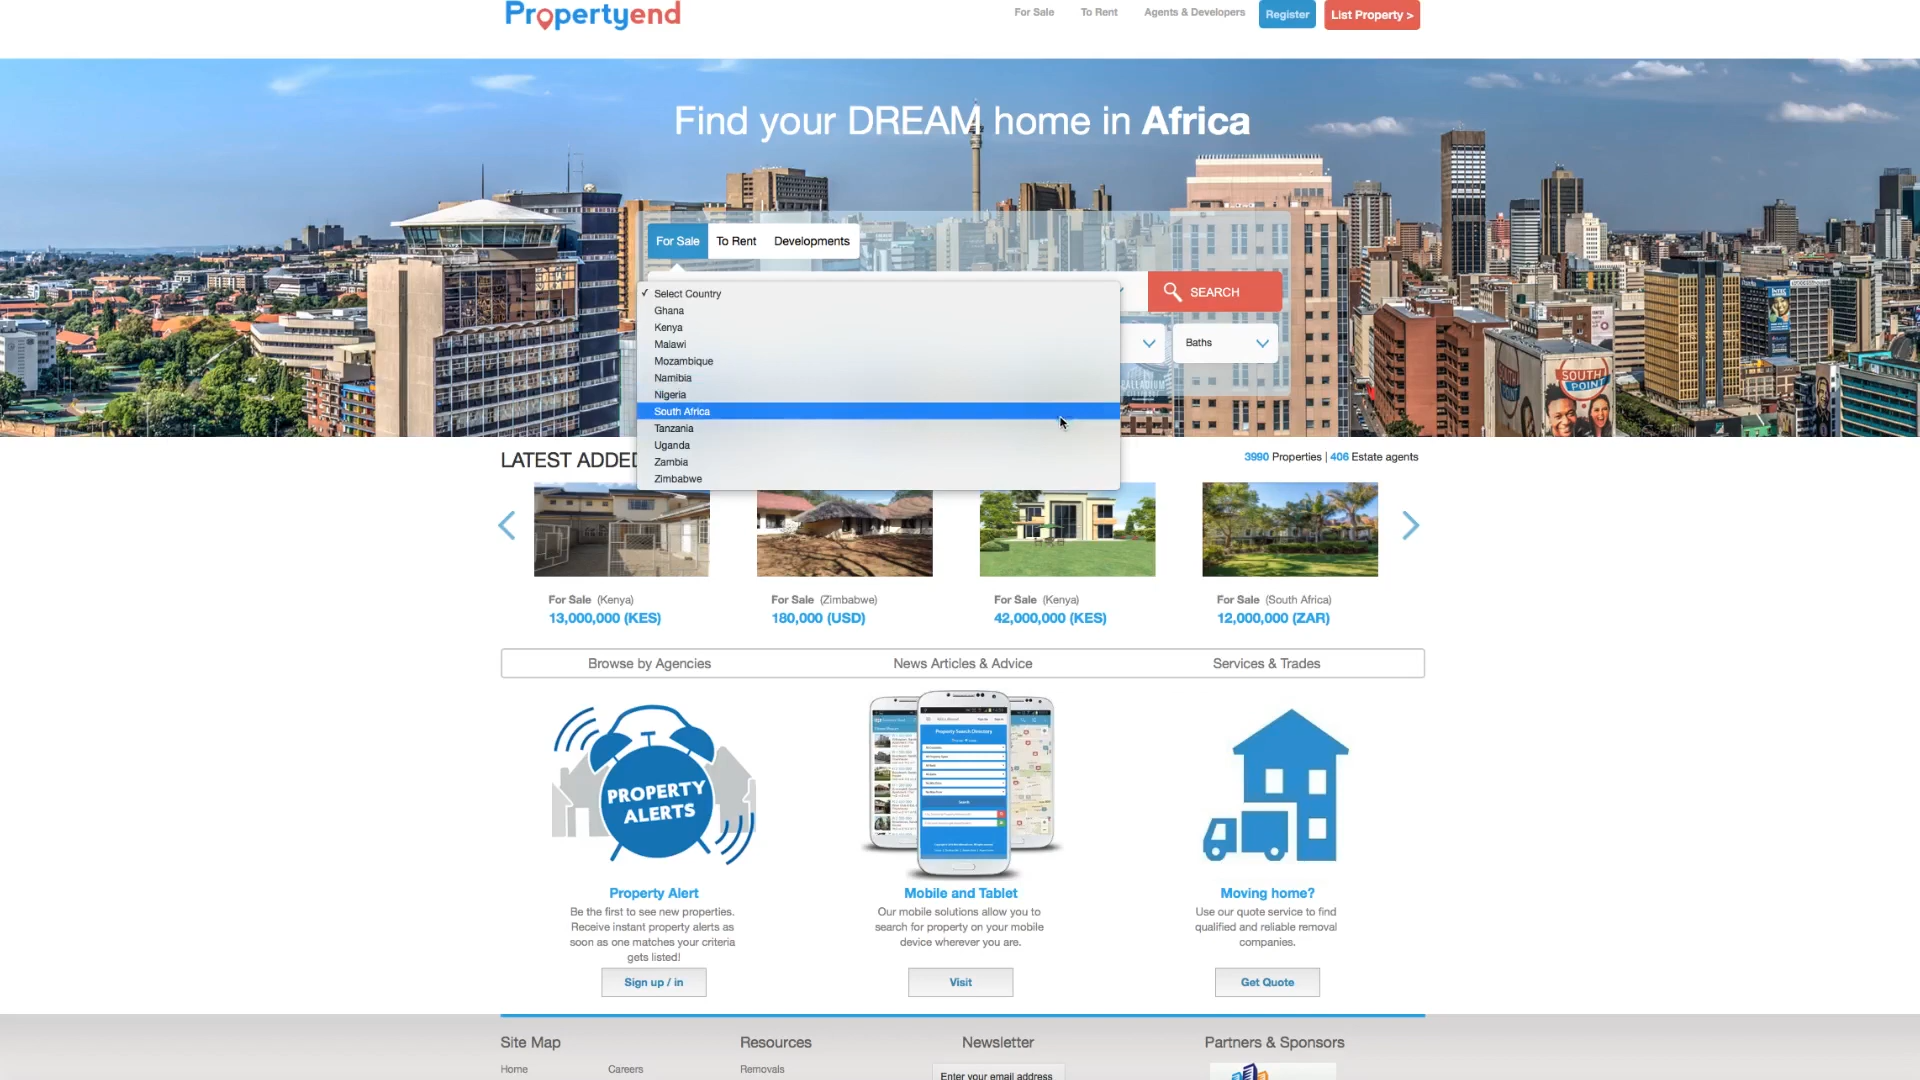 Propertyend
For Sale
To Rent
Agents & Developers
Register
List Property >
Find your DREAM home in Africa
For Sale
To Rent
Developments
✓ Select Country
Ghana
Kenya
Malawi
Mozambique
Namibia
Nigeria
South Africa
Tanzania
Uganda
Zambia
Zimbabwe
SEARCH
Baths
SOUTH
POINT
LATEST ADDED
3990 Properties | 406 Estate agents
For Sale (Kenya)
13,000,000 (KES)
For Sale (Zimbabwe)
180,000 (USD)
For Sale (Kenya)
42,000,000 (KES)
For Sale (South Africa)
12,000,000 (ZAR)
Browse by Agencies
News Articles & Advice
Services & Trades
PROPERTY
ALERTS
Property Search Directory
Property Alert
Be the first to see new properties.
Receive instant property alerts as
soon as one matches your criteria
gets listed!
Sign up / in
Mobile and Tablet
Our mobile solutions allow you to
search for property on your mobile
device wherever you are.
Visit
Moving home?
Use our quote service to find
qualified and reliable removal
companies.
Get Quote
Site Map
Home
Careers
Resources
Removals
Newsletter
Enter your email address
Partners & Sponsors